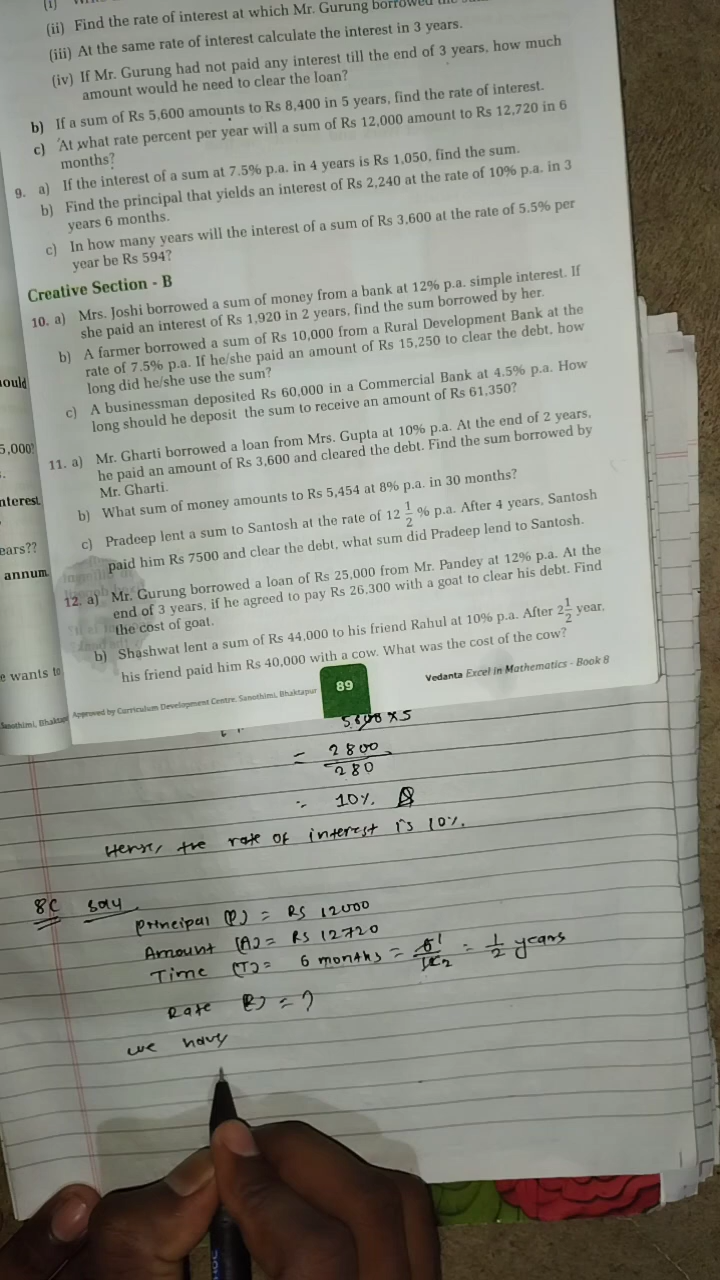 (i)
(ii) Find the rate of interest at which Mr. Gurung borrowed the
(iii) At the same rate of interest calculate the interest in 3 years.
(iv) If Mr. Gurung had not paid any interest till the end of 3 years, how much
amount would he need to clear the loan?
b) If a sum of Rs 5,600 amounts to Rs 8,400 in 5 years, find the rate of interest.
c) At what rate percent per year will a sum of Rs 12,000 amount to Rs 12,720 in 6
months?
9. a) If the interest of a sum at 7.5% p.a. in 4 years is Rs 1,050, find the sum.
b) Find the principal that yields an interest of Rs 2,240 at the rate of 10% p.a. in 3
years 6 months.
c) In how many years will the interest of a sum of Rs 3,600 at the rate of 5.5% per
year be Rs 594?
Creative Section - B
10. a) Mrs. Joshi borrowed a sum of money from a bank at 12% p.a. simple interest. If
she paid an interest of Rs 1,920 in 2 years, find the sum borrowed by her.
b) A farmer borrowed a sum of Rs 10,000 from a Rural Development Bank at the
rate of 7.5% p.a. If he/she paid an amount of Rs 15,250 to clear the debt, how
long did he/she use the sum?
c) A businessman deposited Rs 60,000 in a Commercial Bank at 4.5% p.a. How
long should he deposit the sum to receive an amount of Rs 61,350?
11. a) Mr. Gharti borrowed a loan from Mrs. Gupta at 10% p.a. At the end of 2 years,
he paid an amount of Rs 3,600 and cleared the debt. Find the sum borrowed by
Mr. Gharti.
b) What sum of money amounts to Rs 5,454 at 8% p.a. in 30 months?
c) Pradeep lent a sum to Santosh at the rate of 12 1/2 % p.a. After 4 years, Santosh
paid him Rs 7500 and clear the debt, what sum did Pradeep lend to Santosh.
12. a) Mr. Gurung borrowed a loan of Rs 25,000 from Mr. Pandey at 12% p.a. At the
end of 3 years, if he agreed to pay Rs 26,300 with a goat to clear his debt. Find
the cost of goat.
b) Shashwat lent a sum of Rs 44,000 to his friend Rahul at 10% p.a. After 2 1/2 year,
his friend paid him Rs 40,000 with a cow. What was the cost of the cow?
Approved by Curriculum Development Centre, Sanothimi, Bhaktapur 89 Vedanta Excel in Mathematics - Book 8
ould
5,000
nterest
ears??
annum
e wants to
Sanothimi, Bhaktap
5600 × 5
= 2800
280
= 10%
Hense, the rate of interest is 10%.
8c Soly
Principal (P) = RS 12000
Amount (A) = RS 12720
Time (T) = 6 months = 6 1/12 2 = 1/2 years
Rate (R) = ?
we have